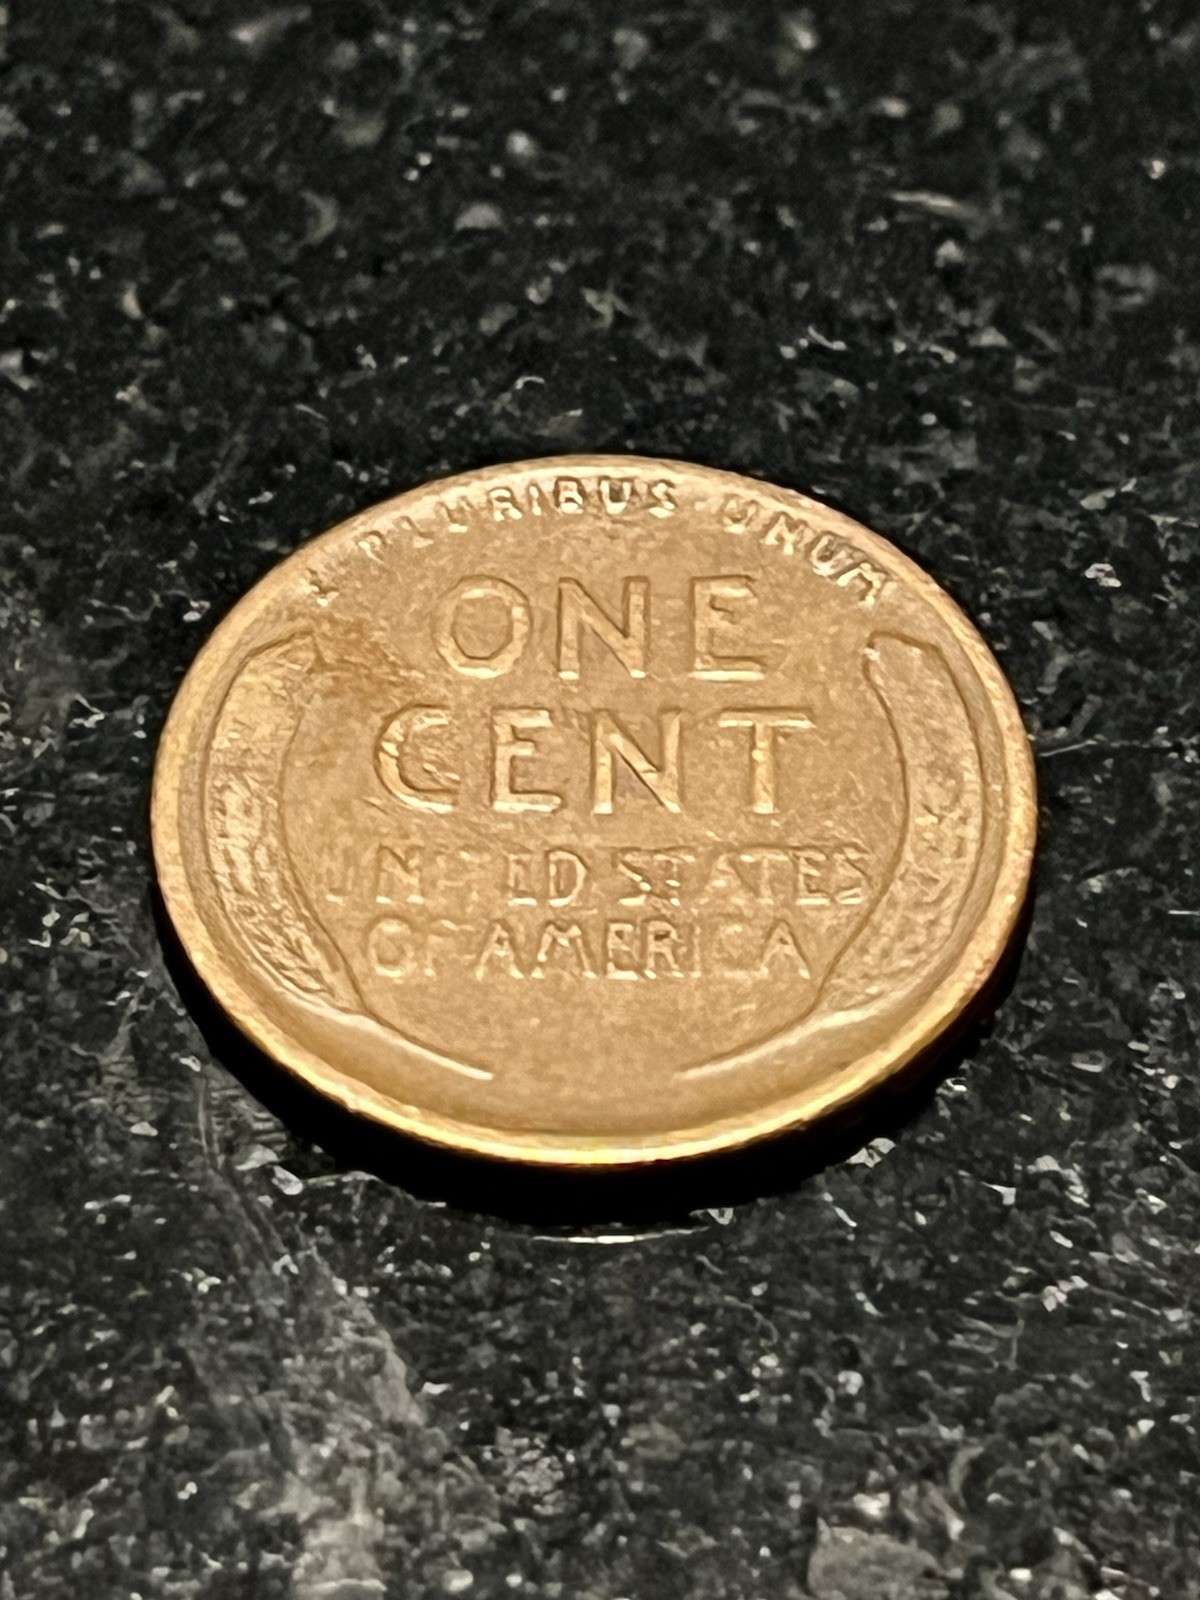 E PLURIBUS·UNUM
ONE
CENT
UNITED STATES
OF AMERICA